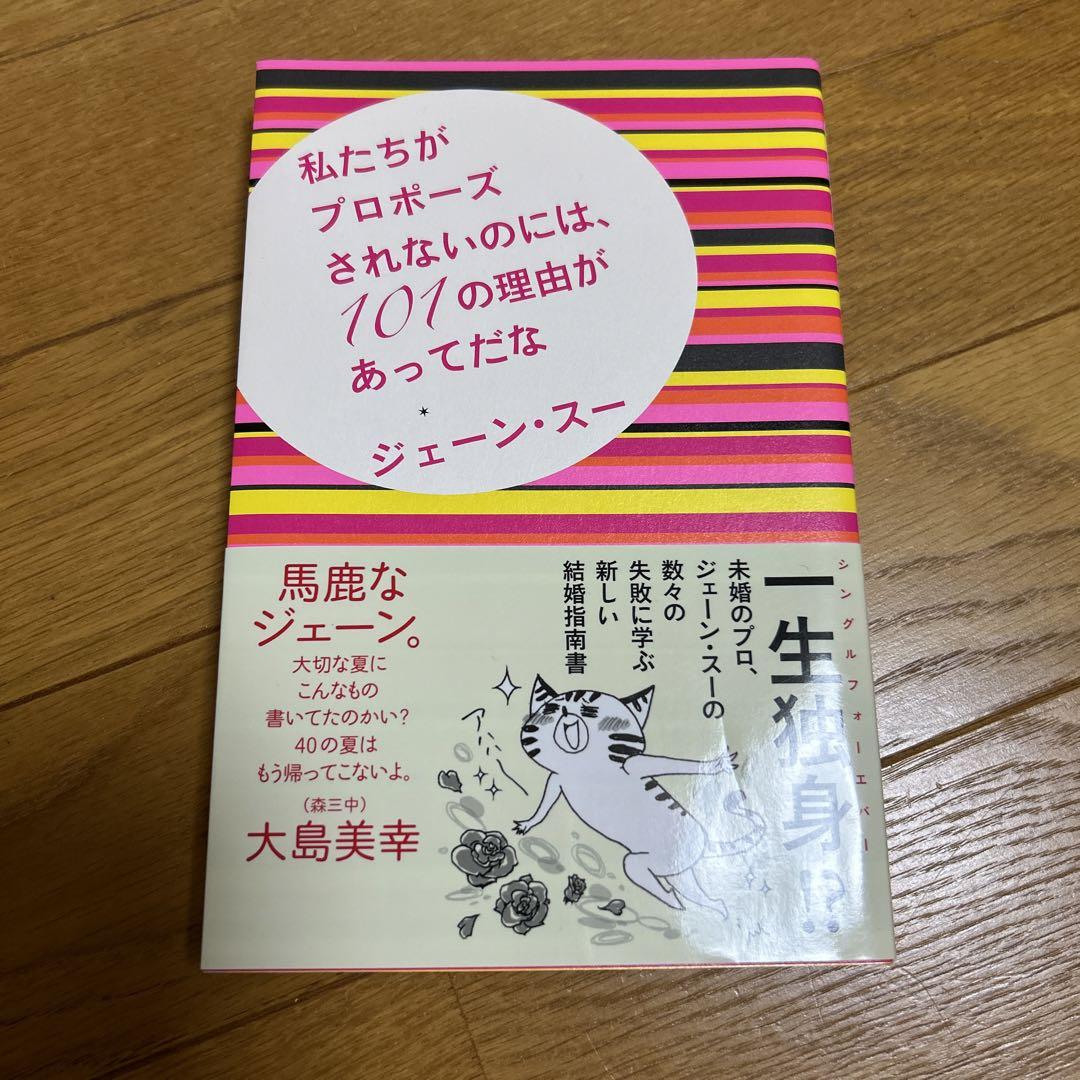 私たちが
プロポーズ
されないのには、
101の理由が
あってだな
ジェーン・スー
シングルフォーエバー
一生独身!?
未婚のプロ、
ジェーン・スーの
数々の
失敗に学ぶ
新しい
結婚指南書
アハハーン
馬鹿な
ジェーン。
大切な夏に
こんなもの
書いてたのかい?
40の夏は
もう帰ってこないよ。
(森三中)
大島美幸